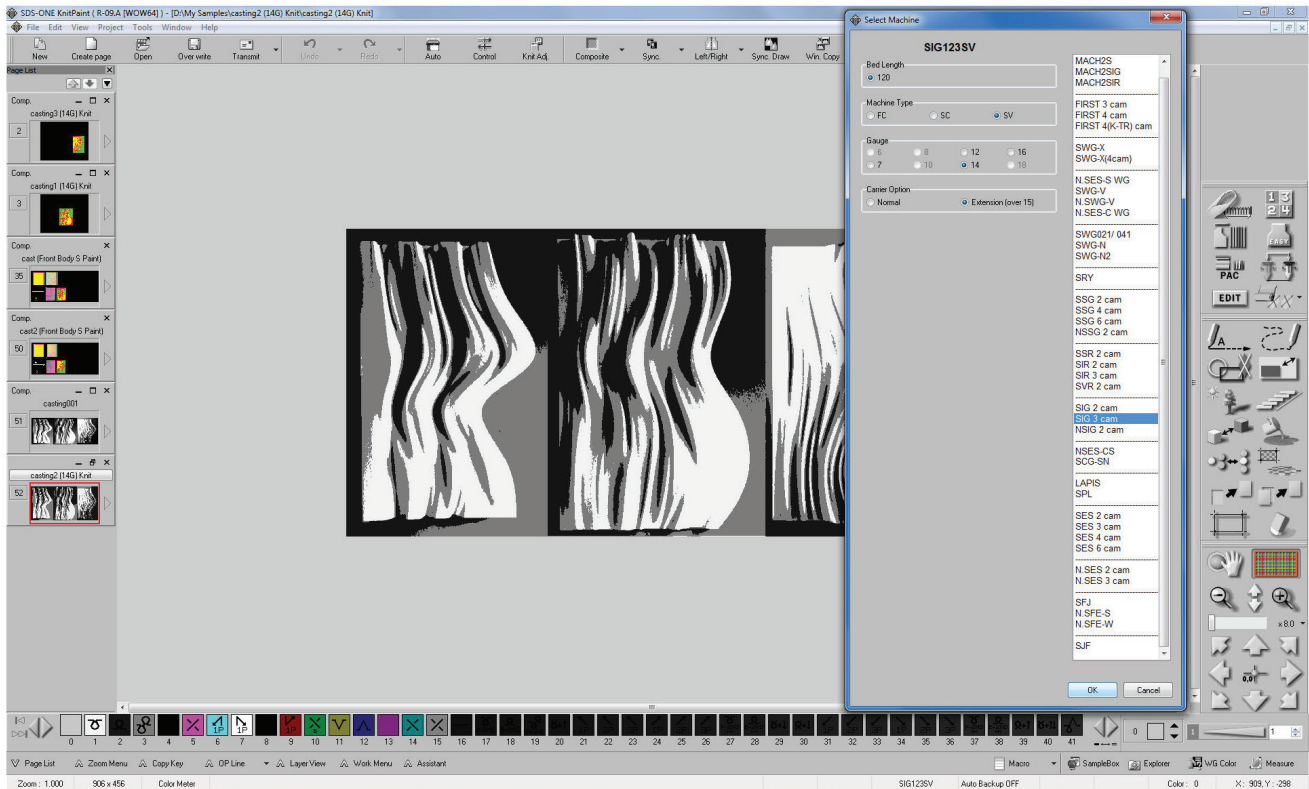 SDS-ONE KnitPaint ( R-09.A [WOW64] ) - [D:\My Samples\casting2 (14G) Knit\casting2 (14G) Knit]
File Edit View Project Tools Window Help
New Create page Open Over write Transmit Undo Redo Auto Control Knit Adj. Composite Sync. Left/Right Sync. Draw Win. Copy
Page List
Comp.
casting3 (14G) Knit
2
Comp.
casting1 (14G) Knit
3
Comp.
cast (Front Body S Paint)
35
Comp.
cast2 (Front Body S Paint)
50
Comp.
casting001
51
casting2 (14G) Knit
52
Select Machine
SIG123SV
Bed Length
120
Machine Type
FC SC SV
Gauge
6 8 12 16
7 10 14 18
Carrier Option
Normal Extension (over 15)
MACH2S
MACH2SIG
MACH2SIR
FIRST 3 cam
FIRST 4 cam
FIRST 4(K-TR) cam
SWG-X
SWG-X(4cam)
N.SES-S WG
SWG-V
N.SWG-V
N.SES-C WG
SWG021/ 041
SWG-N
SWG-N2
SRY
SSG 2 cam
SSG 4 cam
SSG 6 cam
NSSG 2 cam
SSR 2 cam
SIR 2 cam
SIR 3 cam
SVR 2 cam
SIG 2 cam
SIG 3 cam
NSIG 2 cam
NSES-CS
SCG-SN
LAPIS
SPL
SES 2 cam
SES 3 cam
SES 4 cam
SES 6 cam
N.SES 2 cam
N.SES 3 cam
SFJ
N.SFE-S
N.SFE-W
SJF
OK Cancel
1 3
2 4
EASY
PAC
EDIT
A
x 8.0
0,0
1P 1P 1P
0 1 2 3 4 5 6 7 8 9 10 11 12 13 14 15 16 17 18 19 20 21 22 23 24 25 26 27 28 29 30 31 32 33 34 35 36 37 38 39 40 41
0 1 1
Page List Zoom Menu Copy Key OP Line Layer View Work Menu Assistant Macro SampleBox Explorer WG Color Measure
Zoom : 1.000 906 x 456 Color Meter SIG123SV Auto Backup OFF Color : 0 X : 909, Y : -298